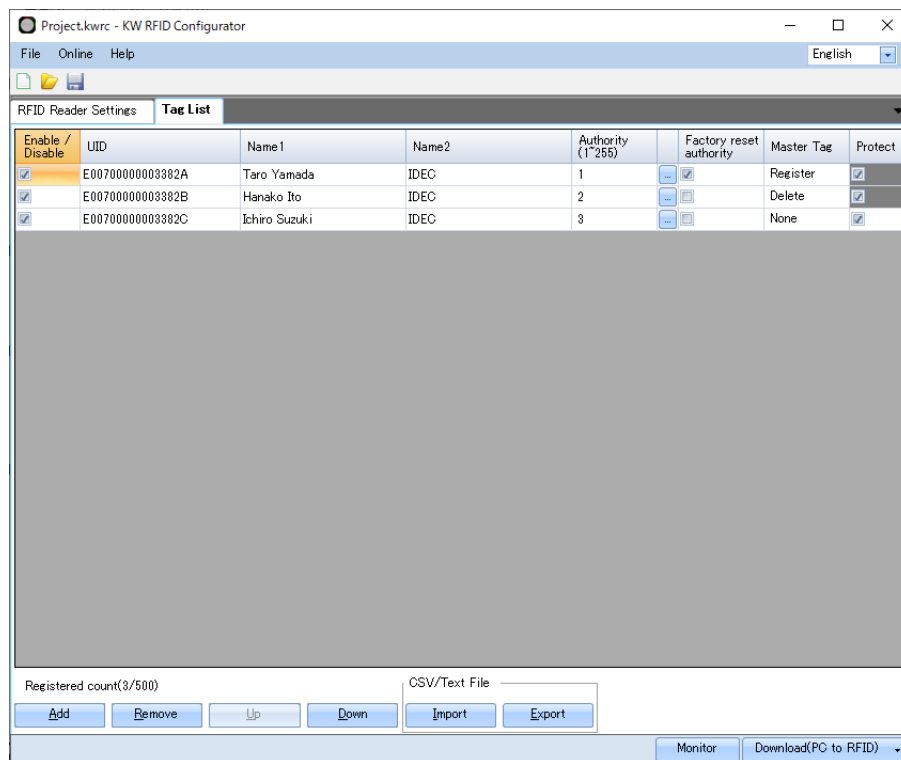 Project.kwrc - KW RFID Configurator
File Online Help English
RFID Reader Settings Tag List
Enable / Disable UID Name1 Name2 Authority (1~255) Factory reset authority Master Tag Protect
E00700000003382A Taro Yamada IDEC 1 ... Register
E00700000003382B Hanako Ito IDEC 2 ... Delete
E00700000003382C Ichiro Suzuki IDEC 3 ... None
Registered count(3/500) CSV/Text File
Add Remove Up Down Import Export
Monitor Download(PC to RFID)